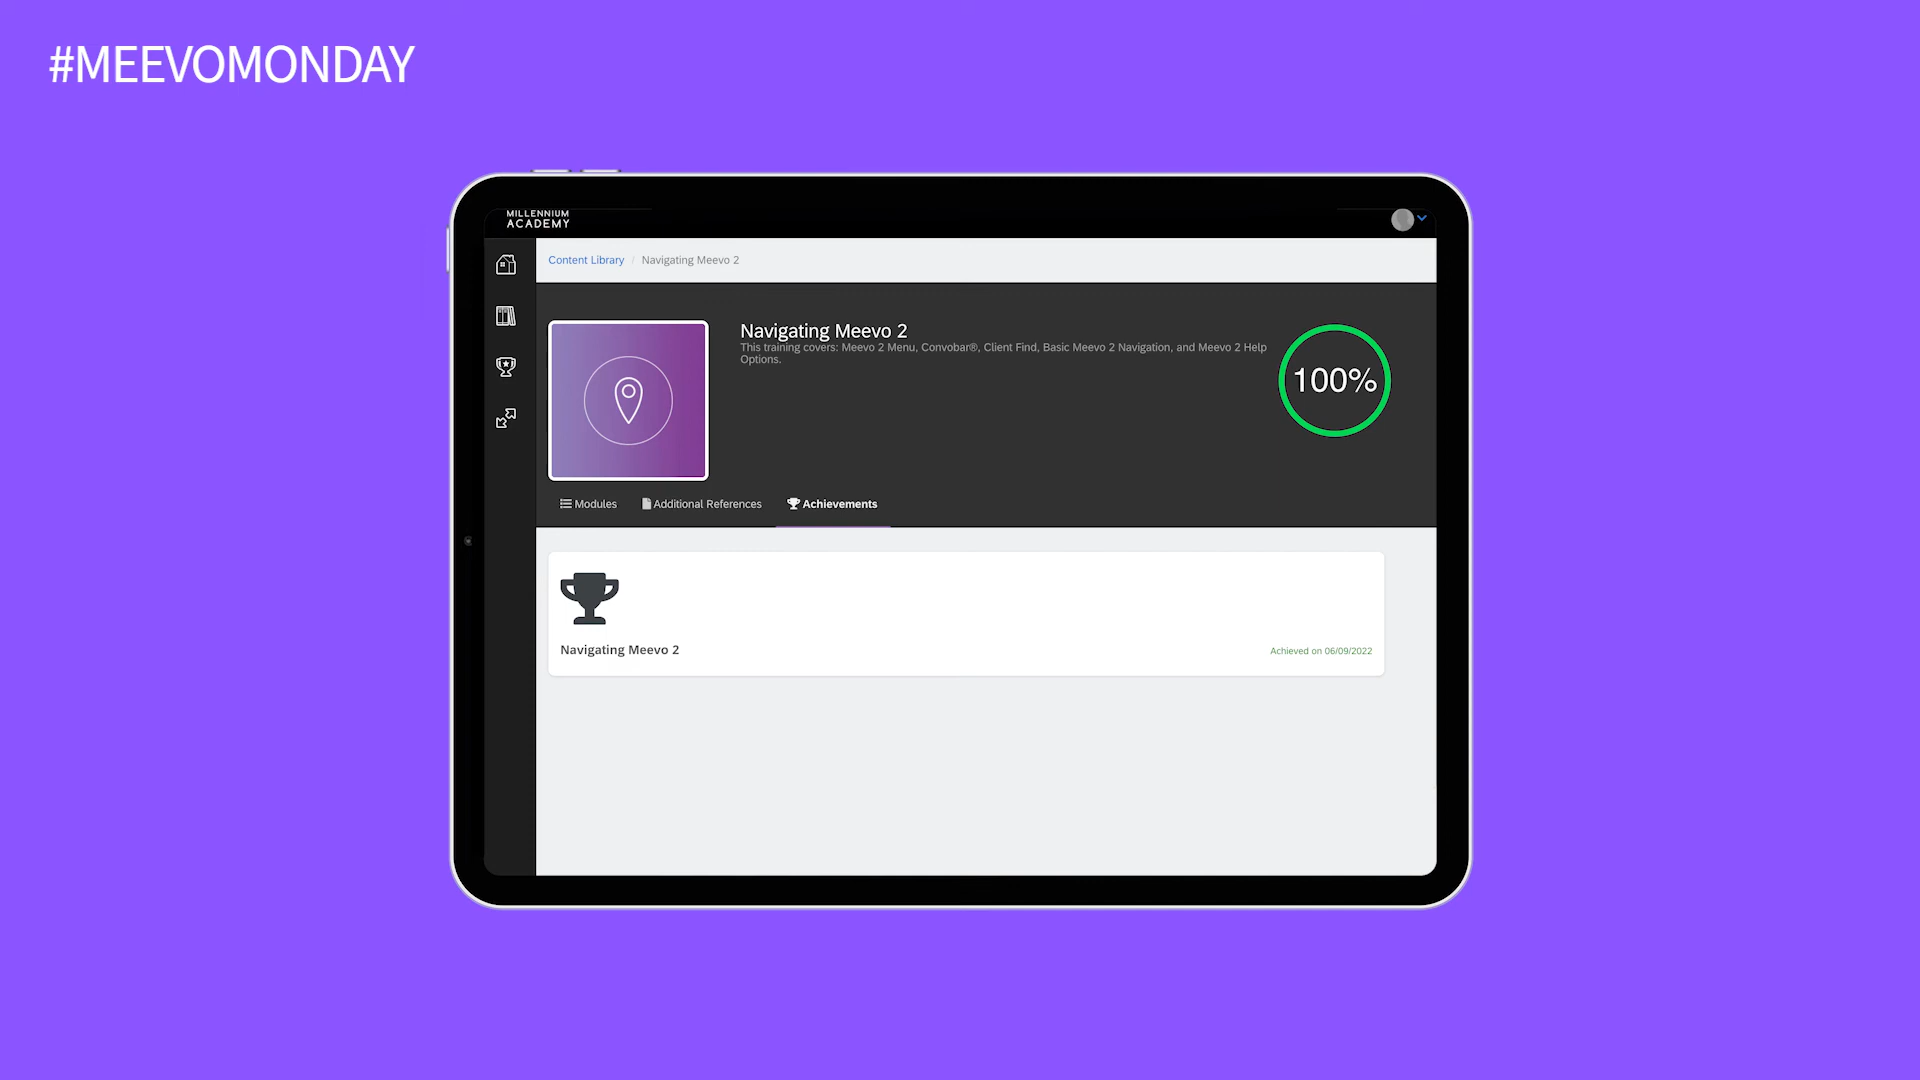 #MEEVOMONDAY
MILLENNIUM
ACADEMY
Content Library / Navigating Meevo 2
Navigating Meevo 2
This training covers: Meevo 2 Menu, Convobar®, Client Find, Basic Meevo 2 Navigation, and Meevo 2 Help
Options.
100%
Modules Additional References Achievements
Navigating Meevo 2
Achieved on 06/09/2022